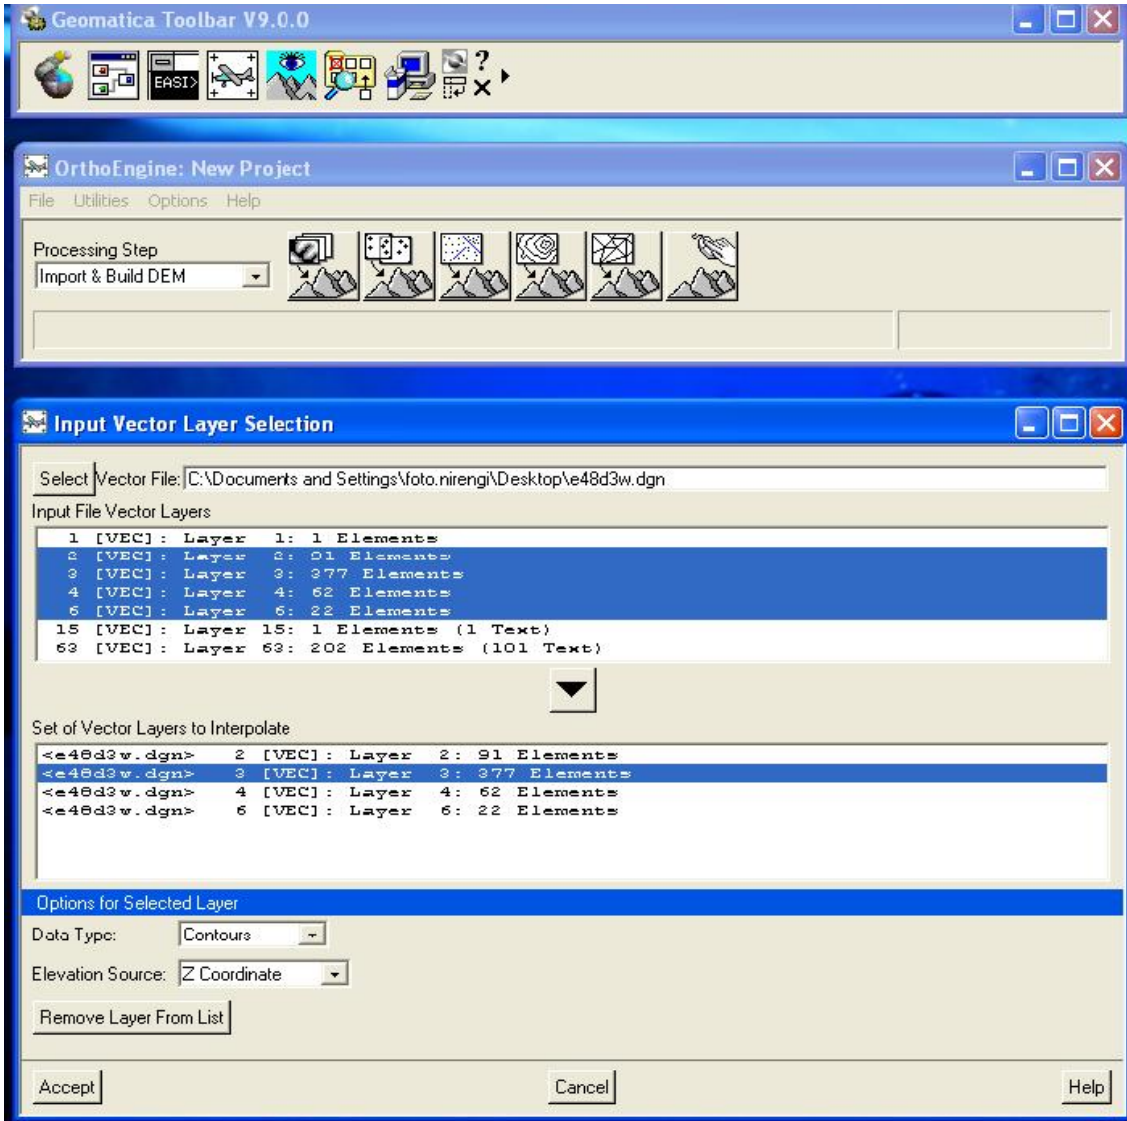 Geomatica Toolbar V9.0.0
EASI>
?
OrthoEngine: New Project
File Utilities Options Help
Processing Step
Import & Build DEM
Input Vector Layer Selection
Select Vector File: C:\Documents and Settings\foto.nirengi\Desktop\e48d3w.dgn
Input File Vector Layers
1 [VEC]: Layer 1: 1 Elements
2 [VEC]: Layer 2: 91 Elements
3 [VEC]: Layer 3: 377 Elements
4 [VEC]: Layer 4: 62 Elements
6 [VEC]: Layer 6: 22 Elements
15 [VEC]: Layer 15: 1 Elements (1 Text)
63 [VEC]: Layer 63: 202 Elements (101 Text)
Set of Vector Layers to Interpolate
<e48d3w.dgn> 2 [VEC]: Layer 2: 91 Elements
<e48d3w.dgn> 3 [VEC]: Layer 3: 377 Elements
<e48d3w.dgn> 4 [VEC]: Layer 4: 62 Elements
<e48d3w.dgn> 6 [VEC]: Layer 6: 22 Elements
Options for Selected Layer
Data Type: Contours
Elevation Source: Z Coordinate
Remove Layer From List
Accept Cancel Help